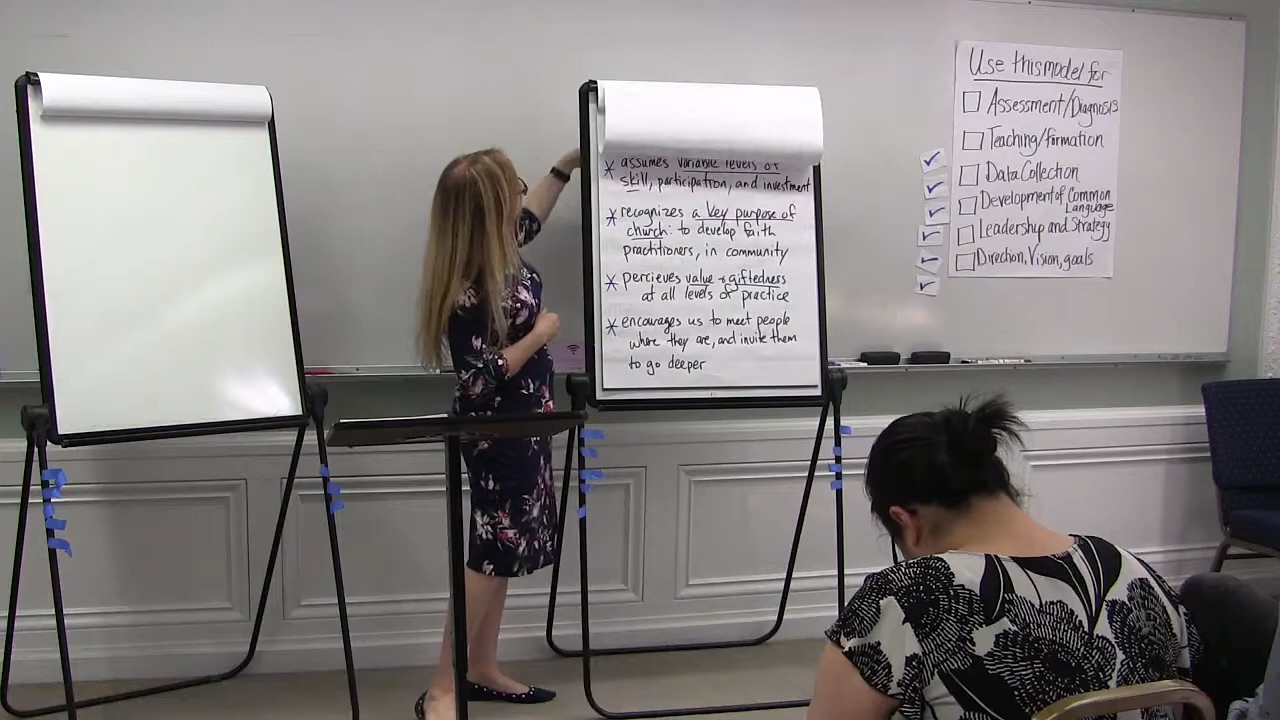 * assumes variable levels of
skill, participation, and investment
* recognizes a key purpose of
church: to develop faith
practitioners, in community
* percieves value & giftedness
at all levels of practice
* encourages us to meet people
where they are, and invite them
to go deeper
Use this model for
Assessment/Diagnosis
Teaching/formation
Data Collection
Development of Common
Language
Leadership and Strategy
Direction, Vision, goals